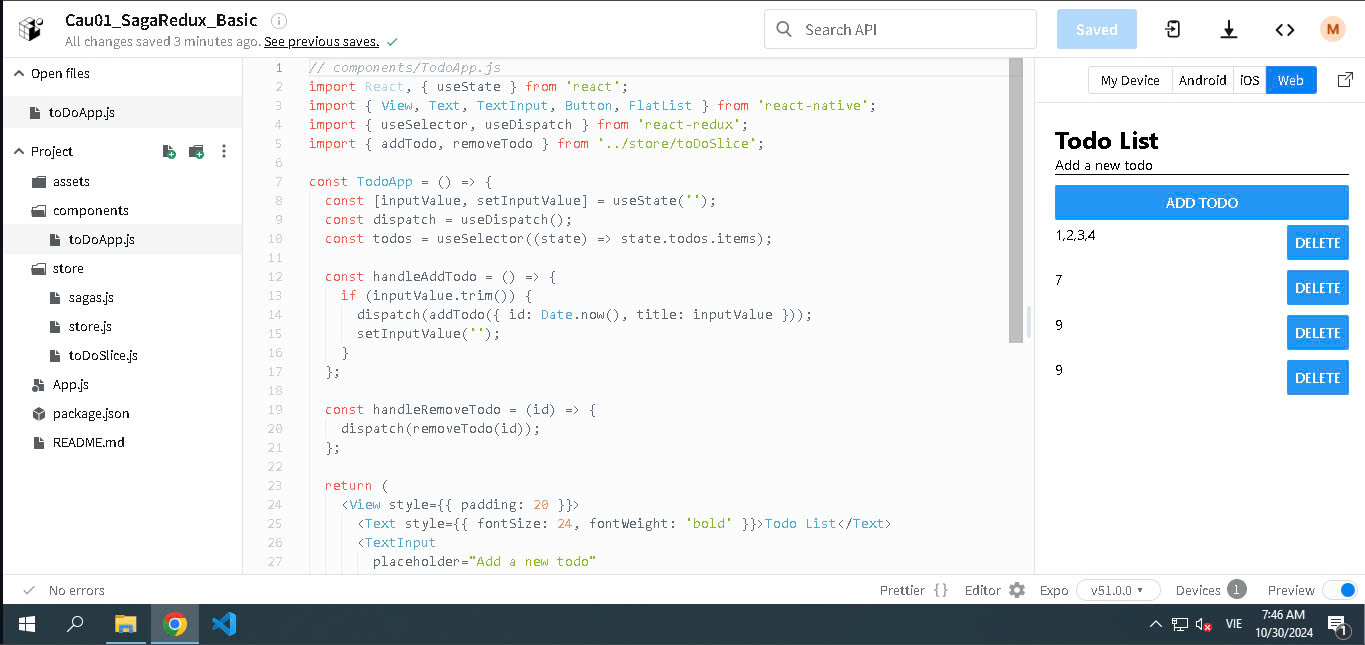 Cau01_SagaRedux_Basic
All changes saved 3 minutes ago. See previous saves.
Search API
Saved
M
Open files
toDoApp.js
Project
assets
components
toDoApp.js
store
sagas.js
store.js
toDoSlice.js
App.js
package.json
README.md
1 // components/TodoApp.js
2 import React, { useState } from 'react';
3 import { View, Text, TextInput, Button, FlatList } from 'react-native';
4 import { useSelector, useDispatch } from 'react-redux';
5 import { addTodo, removeTodo } from '../store/toDoSlice';
6
7 const TodoApp = () => {
8 const [inputValue, setInputValue] = useState('');
9 const dispatch = useDispatch();
10 const todos = useSelector((state) => state.todos.items);
11
12 const handleAddTodo = () => {
13 if (inputValue.trim()) {
14 dispatch(addTodo({ id: Date.now(), title: inputValue }));
15 setInputValue('');
16 }
17 };
18
19 const handleRemoveTodo = (id) => {
20 dispatch(removeTodo(id));
21 };
22
23 return (
24 <View style={{ padding: 20 }}>
25 <Text style={{ fontSize: 24, fontWeight: 'bold' }}>Todo List</Text>
26 <TextInput
27 placeholder="Add a new todo"
My Device Android iOS Web
Todo List
Add a new todo
ADD TODO
1,2,3,4 DELETE
7 DELETE
9 DELETE
9 DELETE
No errors
Prettier {} Editor Expo v51.0.0 Devices 1 Preview
VIE
7:46 AM
10/30/2024
1